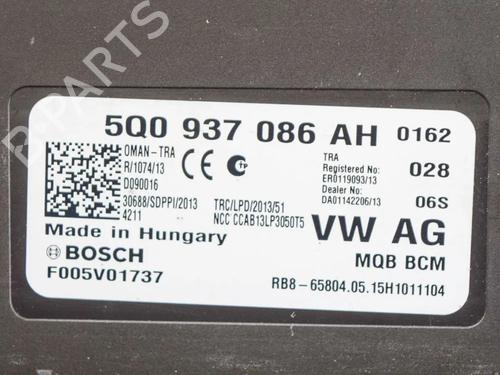 B-PARTS
5Q0 937 086 AH 0162
OMAN-TRA
R/1074/13
D090016
30688/SDPPI/2013
4211
TRC/LPD/2013/51
NCC CCAB13LP3050T5
TRA
Registered No:
ER0119093/13
Dealer No:
DA01142206/13
028
06S
Made in Hungary
BOSCH
F005V01737
VW AG
MQB BCM
RB8-65804.05.15H1011104